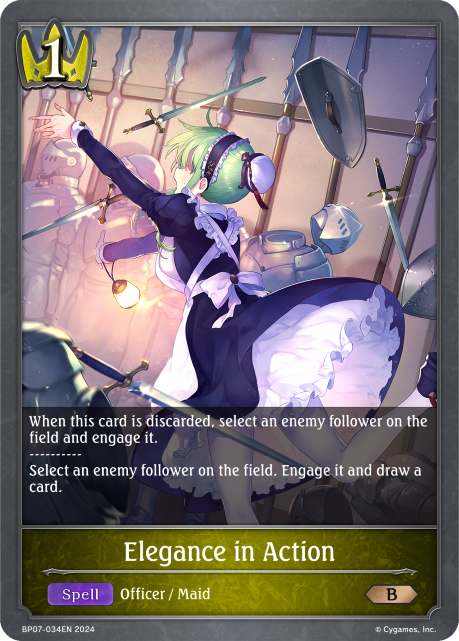 1
When this card is discarded, select an enemy follower on the
field and engage it.
----------
Select an enemy follower on the field. Engage it and draw a
card.
Elegance in Action
Spell Officer / Maid B
BP07-034EN 2024 © Cygames, Inc.